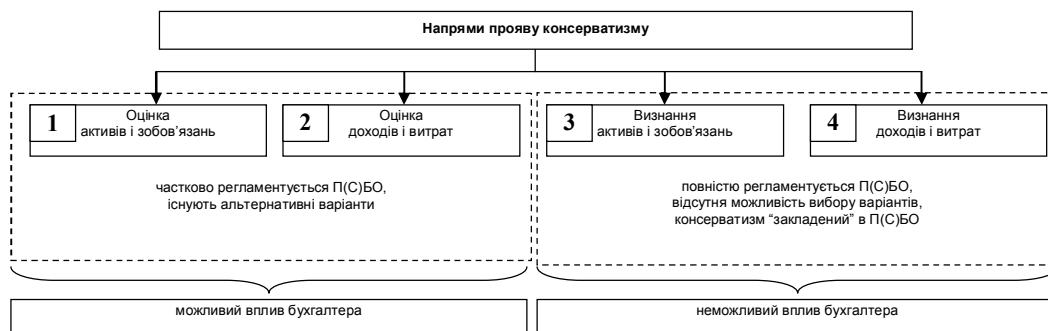 Напрями прояву консерватизму
1
Оцінка
активів і зобов’язань
2
Оцінка
доходів і витрат
3
Визнання
активів і зобов’язань
4
Визнання
доходів і витрат
частково регламентується П(С)БО,
існують альтернативні варіанти
повністю регламентується П(С)БО,
відсутня можливість вибору варіантів,
консерватизм “закладений” в П(С)БО
можливий вплив бухгалтера
неможливий вплив бухгалтера